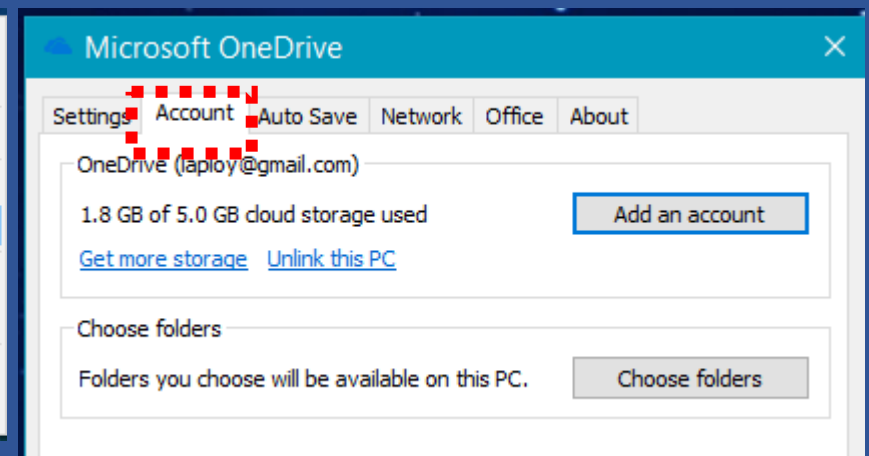 Microsoft OneDrive
Settings Account Auto Save Network Office About
OneDrive (laploy@gmail.com)
1.8 GB of 5.0 GB cloud storage used Add an account
Get more storage Unlink this PC
Choose folders
Folders you choose will be available on this PC. Choose folders